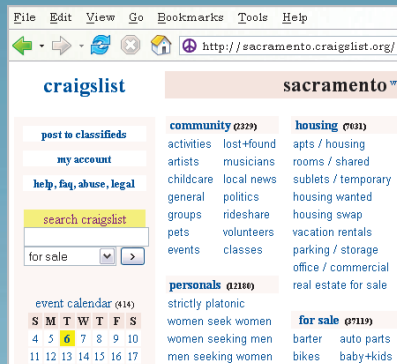 File Edit View Go Bookmarks Tools Help
http://sacramento.craigslist.org/
craigslist
post to classifieds
my account
help, faq, abuse, legal
search craigslist
for sale >
event calendar (414)
S M T W T F S
4 5 6 7 8 9 10
11 12 13 14 15 16 17
sacramento w
community (2329)
activities lost+found
artists musicians
childcare local news
general politics
groups rideshare
pets volunteers
events classes
personals (12180)
strictly platonic
women seek women
women seeking men
men seeking women
housing (7031)
apts / housing
rooms / shared
sublets / temporary
housing wanted
housing swap
vacation rentals
parking / storage
office / commercial
real estate for sale
for sale (37119)
barter auto parts
bikes baby+kids